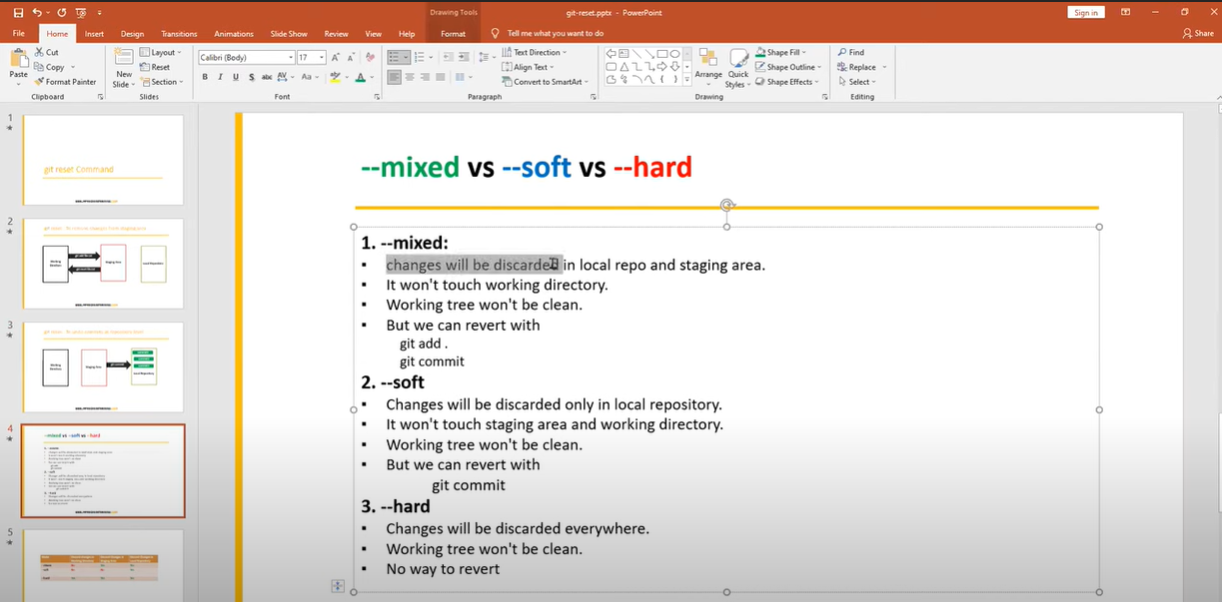 Drawing Tools
git-reset.pptx - PowerPoint
Sign in
File Home Insert Design Transitions Animations Slide Show Review View Help Format Tell me what you want to do Share
Paste
Cut
Copy
Format Painter
Clipboard
New
Slide
Layout
Reset
Section
Slides
Calibri (Body) 17
B I U S abc AV Aa
Font
Text Direction
Align Text
Convert to SmartArt
Paragraph
Arrange
Quick
Styles
Shape Fill
Shape Outline
Shape Effects
Drawing
Find
Replace
Select
Editing
1
git reset Command
2
3
4
--mixed vs --soft vs --hard
5
--mixed vs --soft vs --hard
1. --mixed:
▪ changes will be discarded in local repo and staging area.
▪ It won't touch working directory.
▪ Working tree won't be clean.
▪ But we can revert with
git add .
git commit
2. --soft
▪ Changes will be discarded only in local repository.
▪ It won't touch staging area and working directory.
▪ Working tree won't be clean.
▪ But we can revert with
git commit
3. --hard
▪ Changes will be discarded everywhere.
▪ Working tree won't be clean.
▪ No way to revert